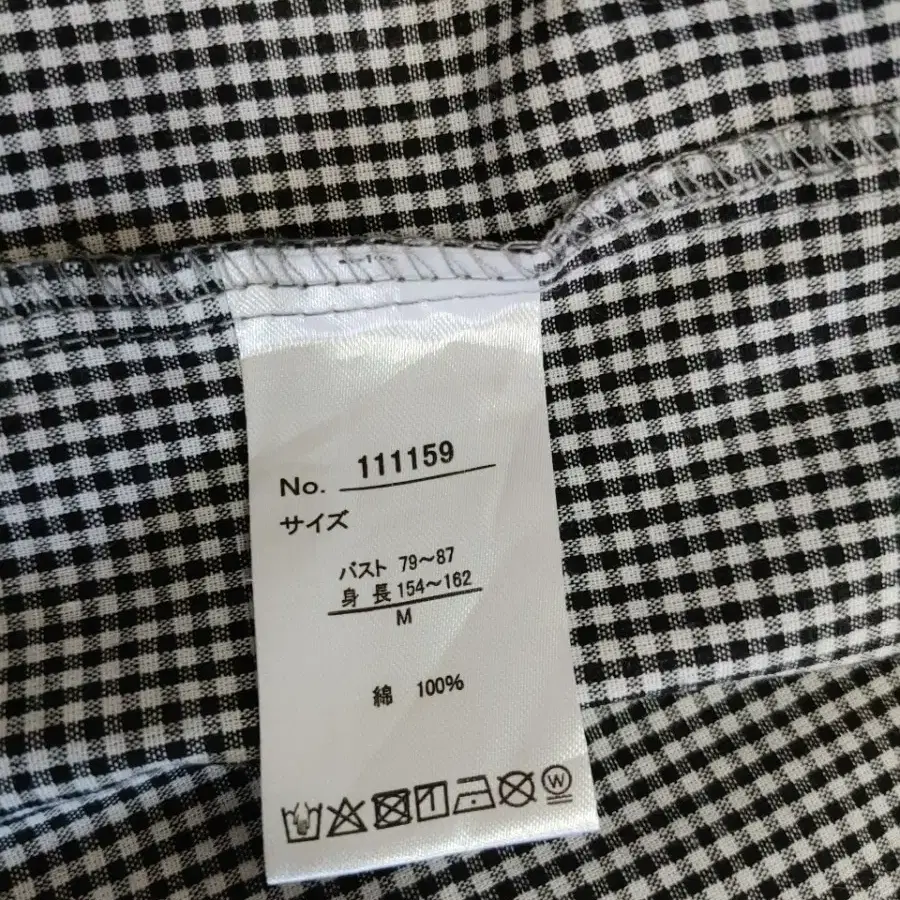 No. 111159
サイズ
バスト 79～87
身 長 154～162
M
綿 100%
W